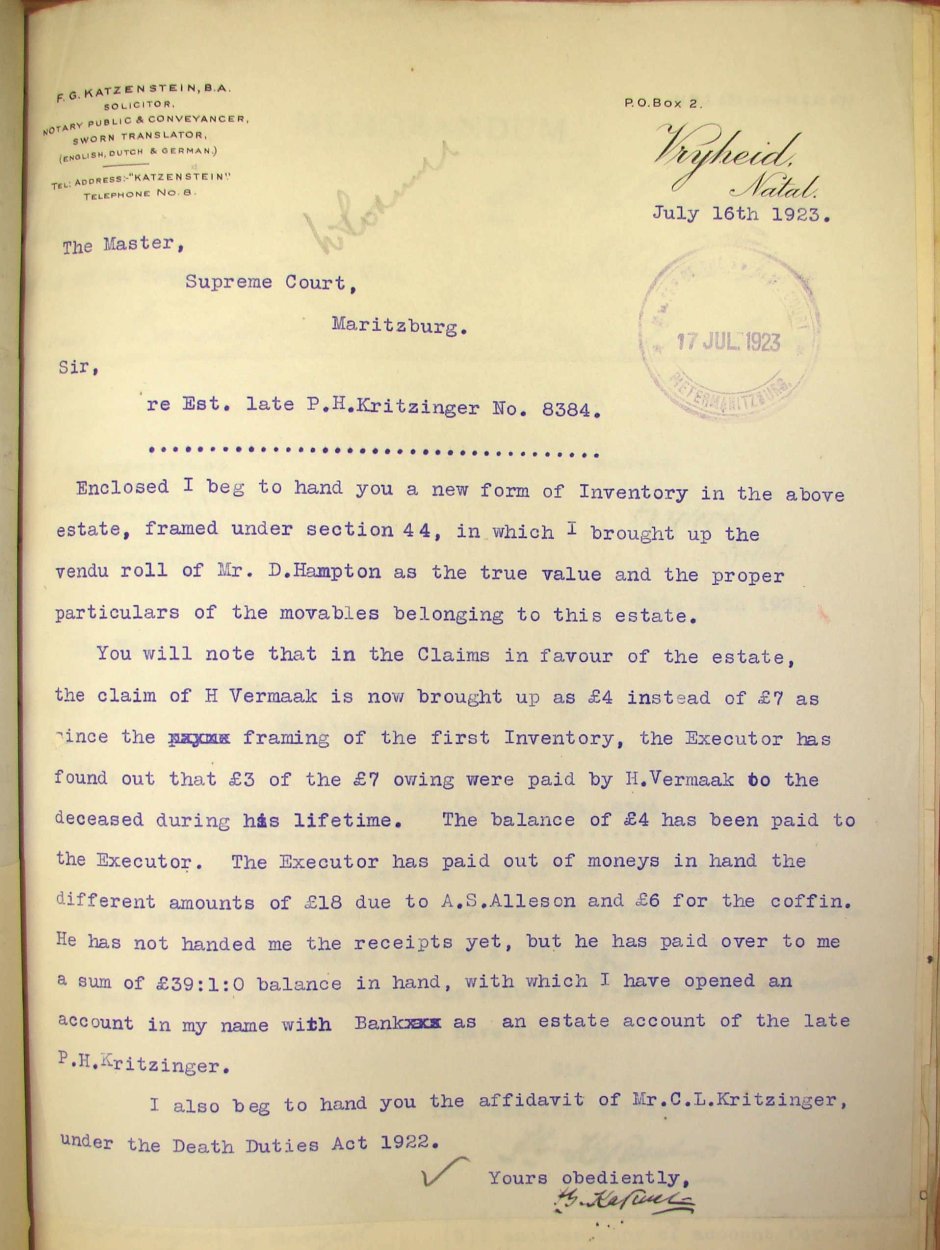 F. G. KATZENSTEIN, B.A.
SOLICITOR,
NOTARY PUBLIC & CONVEYANCER,
SWORN TRANSLATOR,
(ENGLISH, DUTCH & GERMAN.)
TEL: ADDRESS:-"KATZENSTEIN."
TELEPHONE No. 8.
P.O. Box 2.
Vryheid,
Natal.
July 16th 1923.
The Master,
Supreme Court,
Maritzburg.
17 JUL. 1923
PIETERMARITZBURG.
Sir,
re Est. late P.H.Kritzinger No. 8384.
.....................................
Enclosed I beg to hand you a new form of Inventory in the above
estate, framed under section 44, in which I brought up the
vendu roll of Mr. D.Hampton as the true value and the proper
particulars of the movables belonging to this estate.
You will note that in the Claims in favour of the estate,
the claim of H Vermaak is now brought up as £4 instead of £7 as
since the framing of the first Inventory, the Executor has
found out that £3 of the £7 owing were paid by H.Vermaak to the
deceased during his lifetime. The balance of £4 has been paid to
the Executor. The Executor has paid out of moneys in hand the
different amounts of £18 due to A.S.Alleson and £6 for the coffin.
He has not handed me the receipts yet, but he has paid over to me
a sum of £39:1:0 balance in hand, with which I have opened an
account in my name with Bankxxx as an estate account of the late
P.H.Kritzinger.
I also beg to hand you the affidavit of Mr.C.L.Kritzinger,
under the Death Duties Act 1922.
Yours obediently,